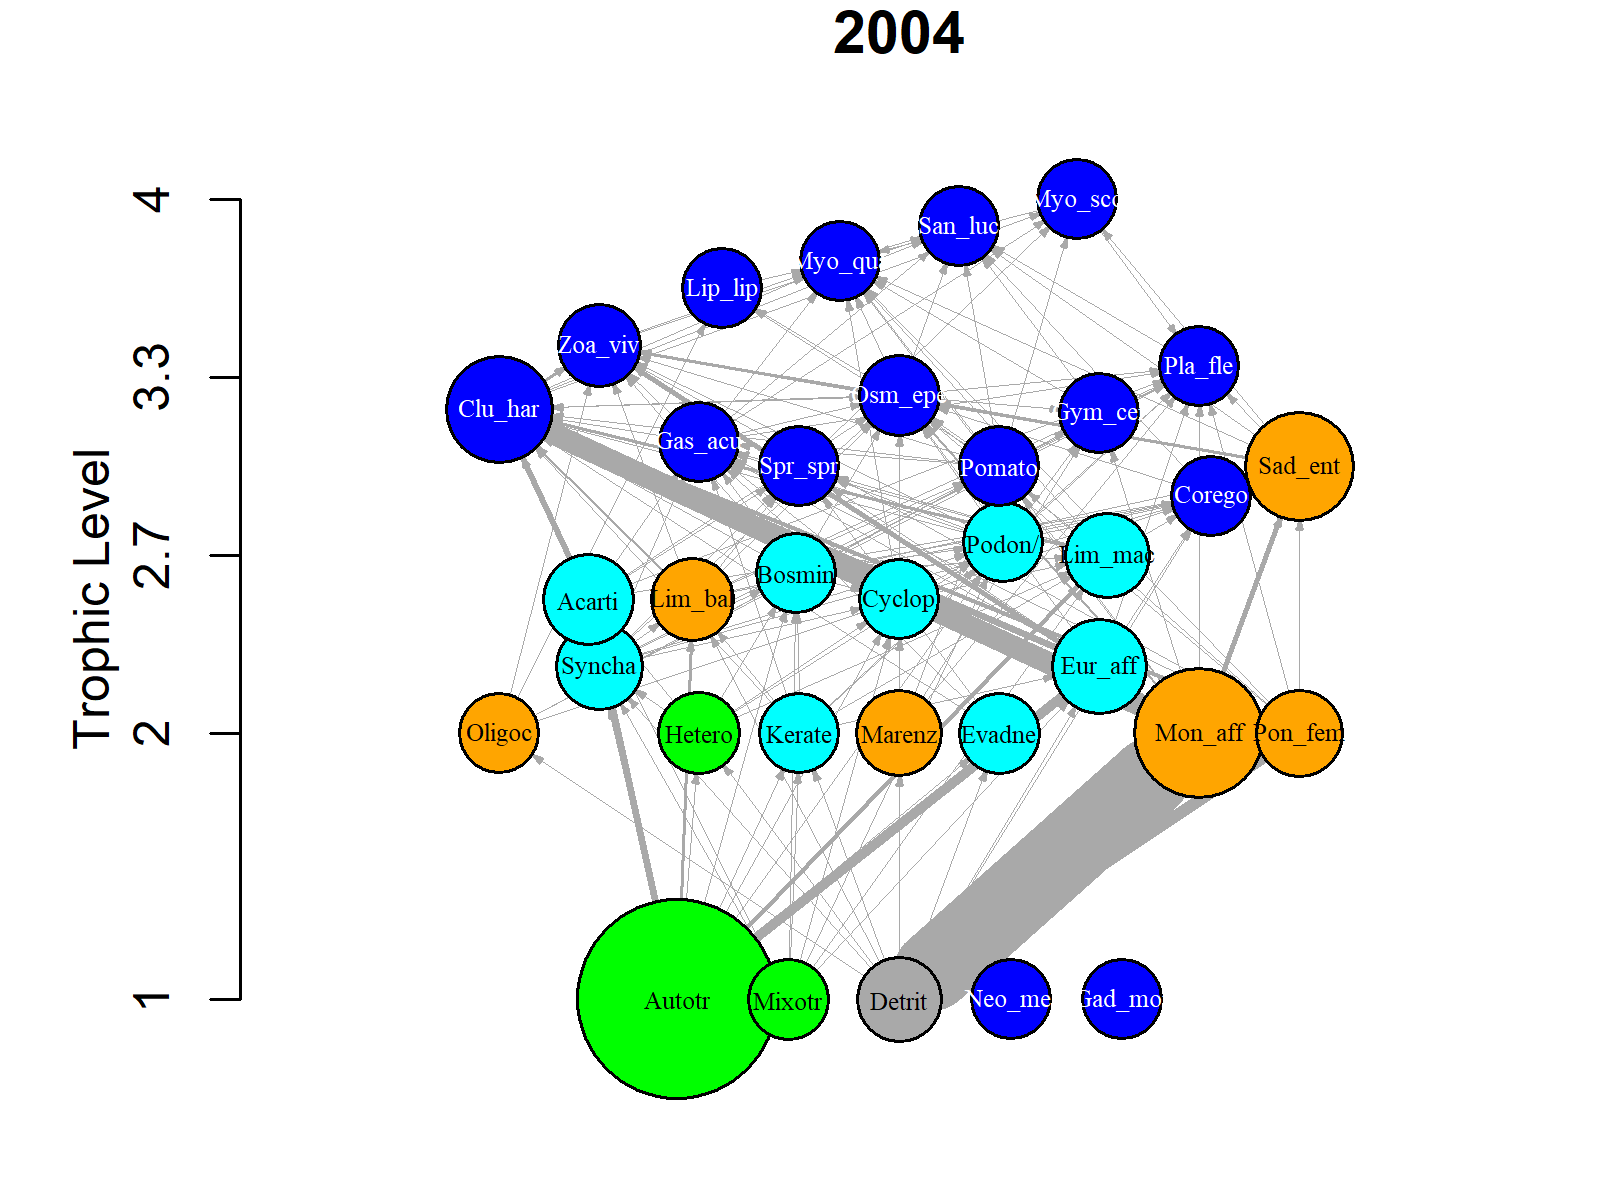 2004
Trophic Level
4
3.3
2.7
2
1
Myo_sco
San_luc
Myo_qua
Lip_lip
Zoa_viv
Pla_fle
Osm_epe
Clu_har
Gym_cer
Gas_acu
Spr_spr
Pomato
Sad_ent
Corego
Podon/
Lim_mac
Bosmin
Acarti
Lim_bal
Cyclop
Syncha
Eur_aff
Oligoc
Hetero
Kerate
Marenz
Evadne
Mon_aff
Pon_fem
Autotr
Mixotr
Detrit
Neo_me
Gad_mo